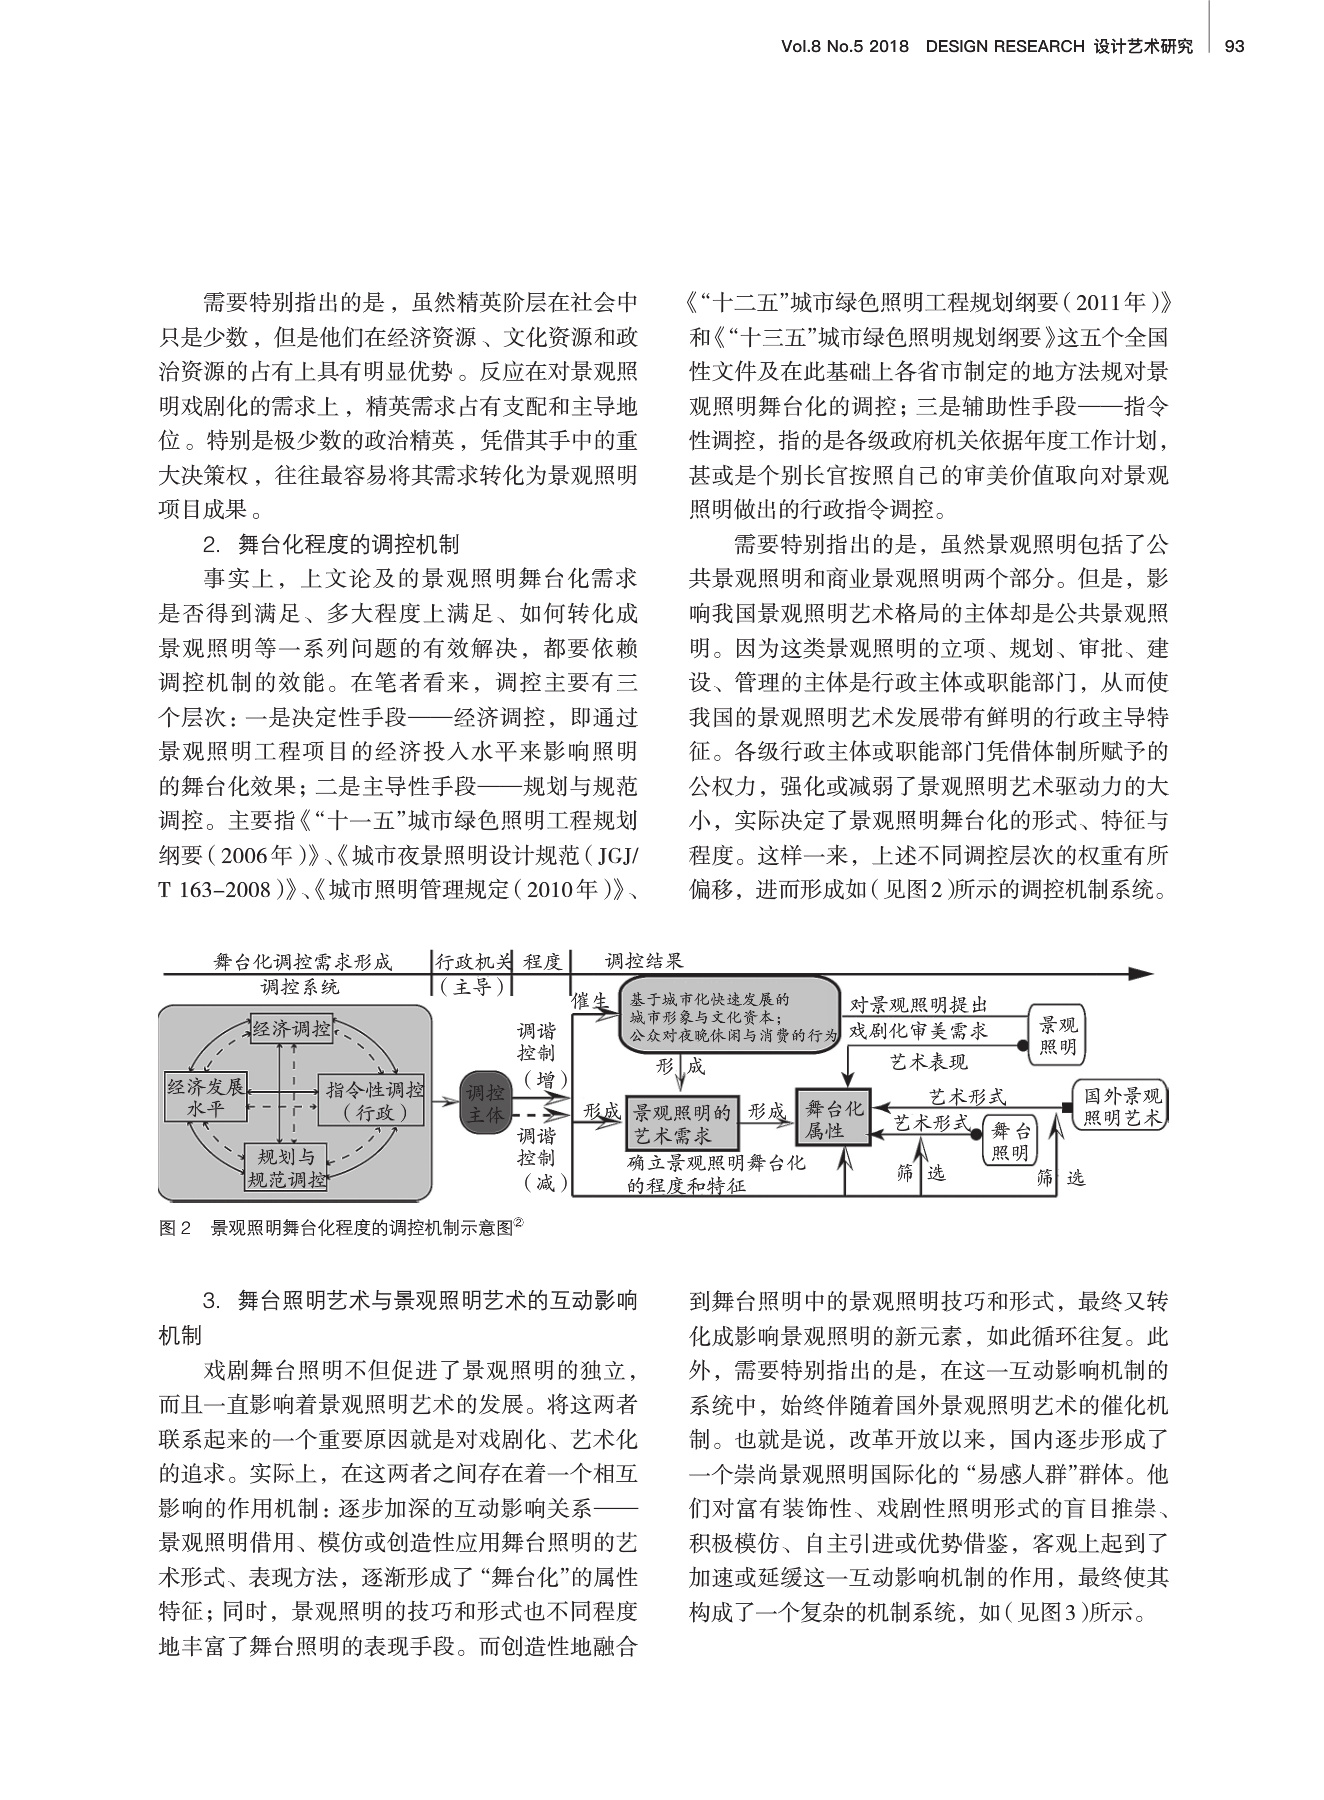 Vol.8 No.5 2018 DESIGN RESEARCH 设计艺术研究 93
需要特别指出的是，虽然精英阶层在社会中
只是少数，但是他们在经济资源、文化资源和政
治资源的占有上具有明显优势。反应在对景观照
明戏剧化的需求上，精英需求占有支配和主导地
位。特别是极少数的政治精英，凭借其手中的重
大决策权，往往最容易将其需求转化为景观照明
项目成果。
2. 舞台化程度的调控机制
事实上，上文论及的景观照明舞台化需求
是否得到满足、多大程度上满足、如何转化成
景观照明等一系列问题的有效解决，都要依赖
调控机制的效能。在笔者看来，调控主要有三
个层次：一是决定性手段——经济调控，即通过
景观照明工程项目的经济投入水平来影响照明
的舞台化效果；二是主导性手段——规划与规范
调控。主要指《“十一五”城市绿色照明工程规划
纲要（2006年）》、《城市夜景照明设计规范（JGJ/
T 163–2008）》、《城市照明管理规定（2010年）》、
《“十二五”城市绿色照明工程规划纲要（2011年）》
和《“十三五”城市绿色照明规划纲要》这五个全国
性文件及在此基础上各省市制定的地方法规对景
观照明舞台化的调控；三是辅助性手段——指令
性调控，指的是各级政府机关依据年度工作计划，
甚或是个别长官按照自己的审美价值取向对景观
照明做出的行政指令调控。
需要特别指出的是，虽然景观照明包括了公
共景观照明和商业景观照明两个部分。但是，影
响我国景观照明艺术格局的主体却是公共景观照
明。因为这类景观照明的立项、规划、审批、建
设、管理的主体是行政主体或职能部门，从而使
我国的景观照明艺术发展带有鲜明的行政主导特
征。各级行政主体或职能部门凭借体制所赋予的
公权力，强化或减弱了景观照明艺术驱动力的大
小，实际决定了景观照明舞台化的形式、特征与
程度。这样一来，上述不同调控层次的权重有所
偏移，进而形成如（见图2）所示的调控机制系统。
舞台化调控需求形成
调控系统
行政机关
（主导）
程度
调控结果
经济调控
经济发展
水平
指令性调控
（行政）
规划与
规范调控
调控
主体
调谐
控制
（增）
调谐
控制
（减）
催生
基于城市化快速发展的
城市形象与文化资本；
公众对夜晚休闲与消费的行为
形成
形成
景观照明的
艺术需求
形成
确立景观照明舞台化
的程度和特征
舞台化
属性
对景观照明提出
戏剧化审美需求
艺术表现
景观
照明
艺术形式
国外景观
照明艺术
艺术形式
舞台
照明
筛选
筛选
图2 景观照明舞台化程度的调控机制示意图②
3. 舞台照明艺术与景观照明艺术的互动影响
机制
戏剧舞台照明不但促进了景观照明的独立，
而且一直影响着景观照明艺术的发展。将这两者
联系起来的一个重要原因就是对戏剧化、艺术化
的追求。实际上，在这两者之间存在着一个相互
影响的作用机制：逐步加深的互动影响关系——
景观照明借用、模仿或创造性应用舞台照明的艺
术形式、表现方法，逐渐形成了“舞台化”的属性
特征；同时，景观照明的技巧和形式也不同程度
地丰富了舞台照明的表现手段。而创造性地融合
到舞台照明中的景观照明技巧和形式，最终又转
化成影响景观照明的新元素，如此循环往复。此
外，需要特别指出的是，在这一互动影响机制的
系统中，始终伴随着国外景观照明艺术的催化机
制。也就是说，改革开放以来，国内逐步形成了
一个崇尚景观照明国际化的“易感人群”群体。他
们对富有装饰性、戏剧性照明形式的盲目推崇、
积极模仿、自主引进或优势借鉴，客观上起到了
加速或延缓这一互动影响机制的作用，最终使其
构成了一个复杂的机制系统，如（见图3）所示。